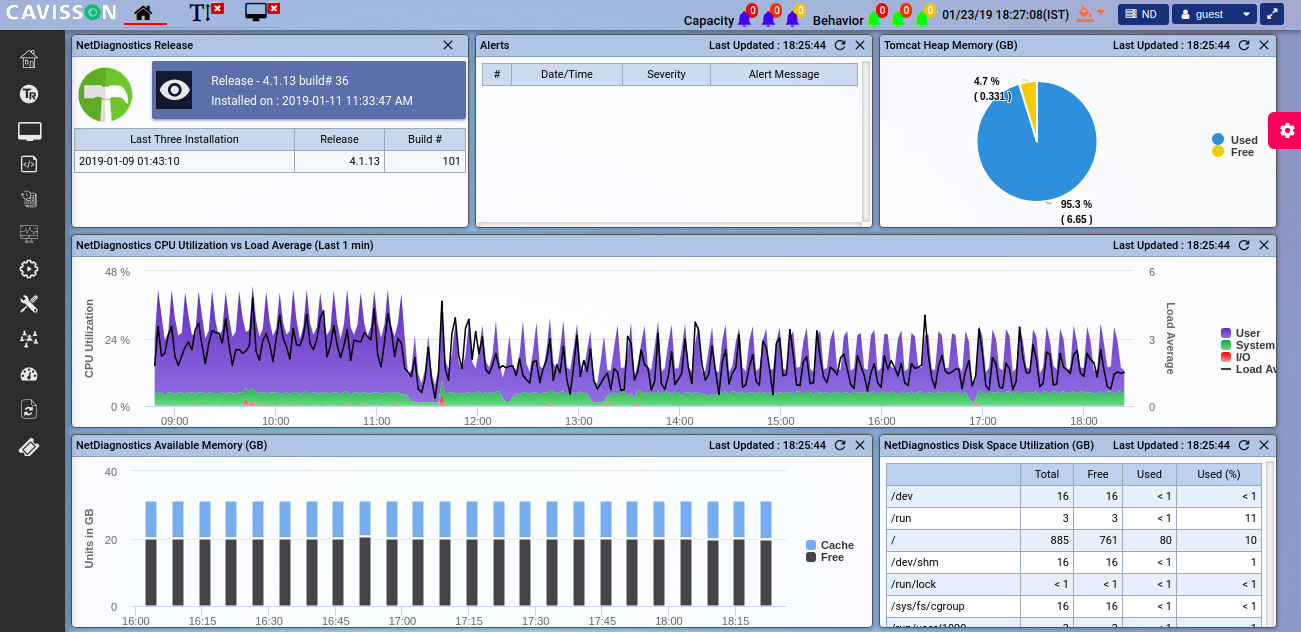 CAVISSON
Capacity 0 0 0 Behavior 0 0 0 01/23/19 18:27:08(IST) ND guest
NetDiagnostics Release
Release - 4.1.13 build# 36
Installed on : 2019-01-11 11:33:47 AM
Last Three Installation Release Build #
2019-01-09 01:43:10 4.1.13 101
Alerts Last Updated : 18:25:44
# Date/Time Severity Alert Message
Tomcat Heap Memory (GB) Last Updated : 18:25:44
4.7 %
( 0.331 )
Used
Free
95.3 %
( 6.65 )
TR
NetDiagnostics CPU Utilization vs Load Average (Last 1 min) Last Updated : 18:25:44
CPU Utilization
48 %
24 %
0 %
6
3
0
Load Average
User
System
I/O
Load Av
09:00 10:00 11:00 12:00 13:00 14:00 15:00 16:00 17:00 18:00
NetDiagnostics Available Memory (GB) Last Updated : 18:25:44
Units in GB
40
20
0
Cache
Free
16:00 16:15 16:30 16:45 17:00 17:15 17:30 17:45 18:00 18:15
NetDiagnostics Disk Space Utilization (GB) Last Updated : 18:25:44
Total Free Used Used (%)
/dev 16 16 < 1 < 1
/run 3 3 < 1 11
/ 885 761 80 10
/dev/shm 16 16 < 1 1
/run/lock < 1 < 1 < 1 < 1
/sys/fs/cgroup 16 16 < 1 < 1
/run/user/1000 3 3 < 1 < 1